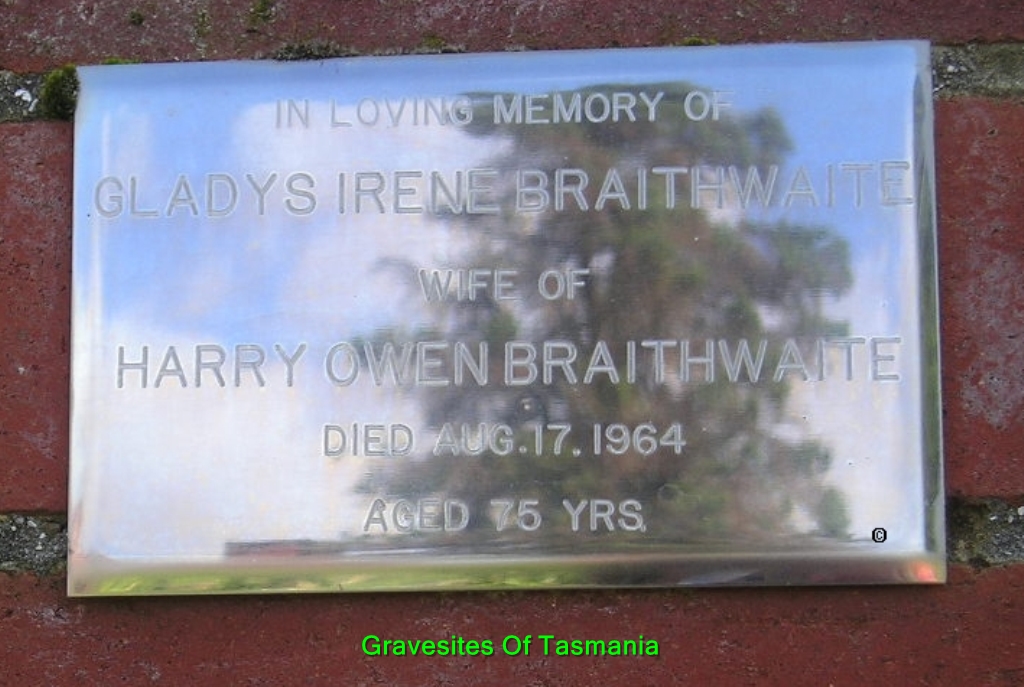 IN LOVING MEMORY OF
GLADYS IRENE BRAITHWAITE
WIFE OF
HARRY OWEN BRAITHWAITE
DIED AUG.17.1964
AGED 75 YRS.
©
Gravesites Of Tasmania